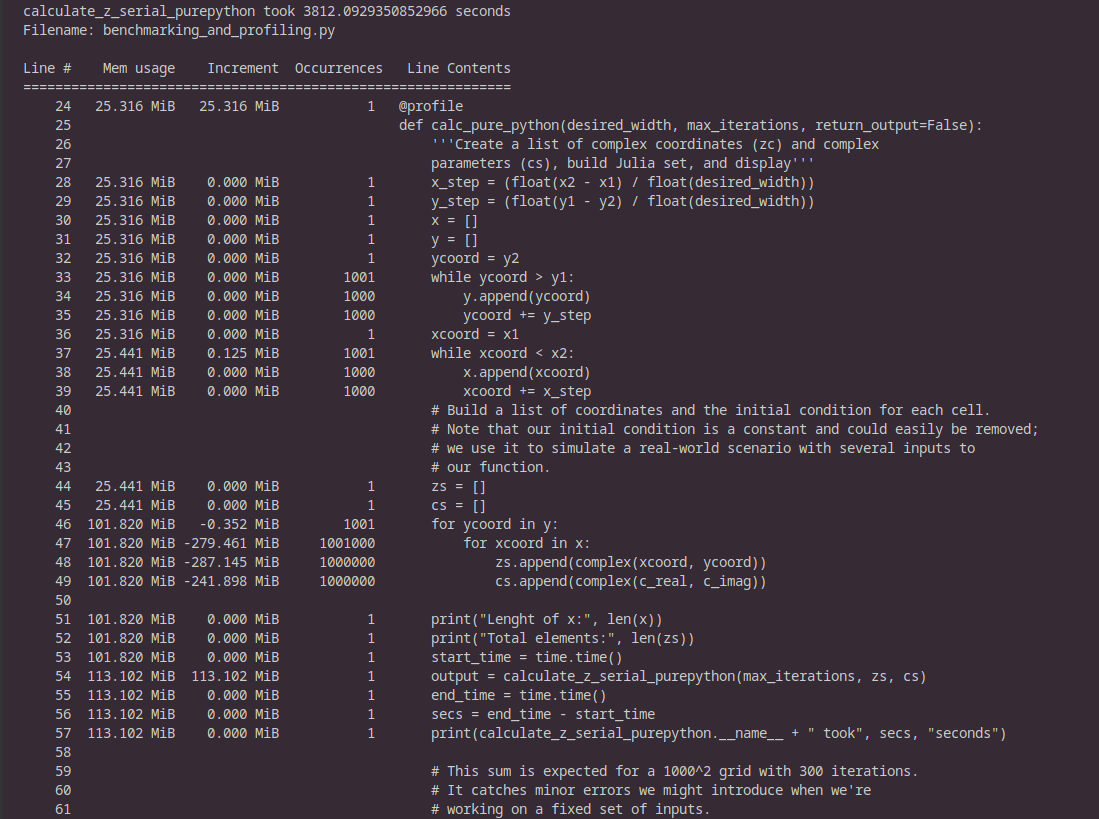 calculate_z_serial_purepython took 3812.0929350852966 seconds
Filename: benchmarking_and_profiling.py
Line #    Mem usage    Increment  Occurrences   Line Contents
=============================================================
    24   25.316 MiB   25.316 MiB           1   @profile
    25                                         def calc_pure_python(desired_width, max_iterations, return_output=False):
    26                                             '''Create a list of complex coordinates (zc) and complex
    27                                             parameters (cs), build Julia set, and display'''
    28   25.316 MiB    0.000 MiB           1       x_step = (float(x2 - x1) / float(desired_width))
    29   25.316 MiB    0.000 MiB           1       y_step = (float(y1 - y2) / float(desired_width))
    30   25.316 MiB    0.000 MiB           1       x = []
    31   25.316 MiB    0.000 MiB           1       y = []
    32   25.316 MiB    0.000 MiB           1       ycoord = y2
    33   25.316 MiB    0.000 MiB        1001       while ycoord > y1:
    34   25.316 MiB    0.000 MiB        1000           y.append(ycoord)
    35   25.316 MiB    0.000 MiB        1000           ycoord += y_step
    36   25.316 MiB    0.000 MiB           1       xcoord = x1
    37   25.441 MiB    0.125 MiB        1001       while xcoord < x2:
    38   25.441 MiB    0.000 MiB        1000           x.append(xcoord)
    39   25.441 MiB    0.000 MiB        1000           xcoord += x_step
    40                                             # Build a list of coordinates and the initial condition for each cell.
    41                                             # Note that our initial condition is a constant and could easily be removed;
    42                                             # we use it to simulate a real-world scenario with several inputs to
    43                                             # our function.
    44   25.441 MiB    0.000 MiB           1       zs = []
    45   25.441 MiB    0.000 MiB           1       cs = []
    46  101.820 MiB   -0.352 MiB        1001       for ycoord in y:
    47  101.820 MiB -279.461 MiB     1001000           for xcoord in x:
    48  101.820 MiB -287.145 MiB     1000000               zs.append(complex(xcoord, ycoord))
    49  101.820 MiB -241.898 MiB     1000000               cs.append(complex(c_real, c_imag))
    50
    51  101.820 MiB    0.000 MiB           1       print("Lenght of x:", len(x))
    52  101.820 MiB    0.000 MiB           1       print("Total elements:", len(zs))
    53  101.820 MiB    0.000 MiB           1       start_time = time.time()
    54  113.102 MiB  113.102 MiB           1       output = calculate_z_serial_purepython(max_iterations, zs, cs)
    55  113.102 MiB    0.000 MiB           1       end_time = time.time()
    56  113.102 MiB    0.000 MiB           1       secs = end_time - start_time
    57  113.102 MiB    0.000 MiB           1       print(calculate_z_serial_purepython.__name__ + " took", secs, "seconds")
    58
    59                                             # This sum is expected for a 1000^2 grid with 300 iterations.
    60                                             # It catches minor errors we might introduce when we're
    61                                             # working on a fixed set of inputs.